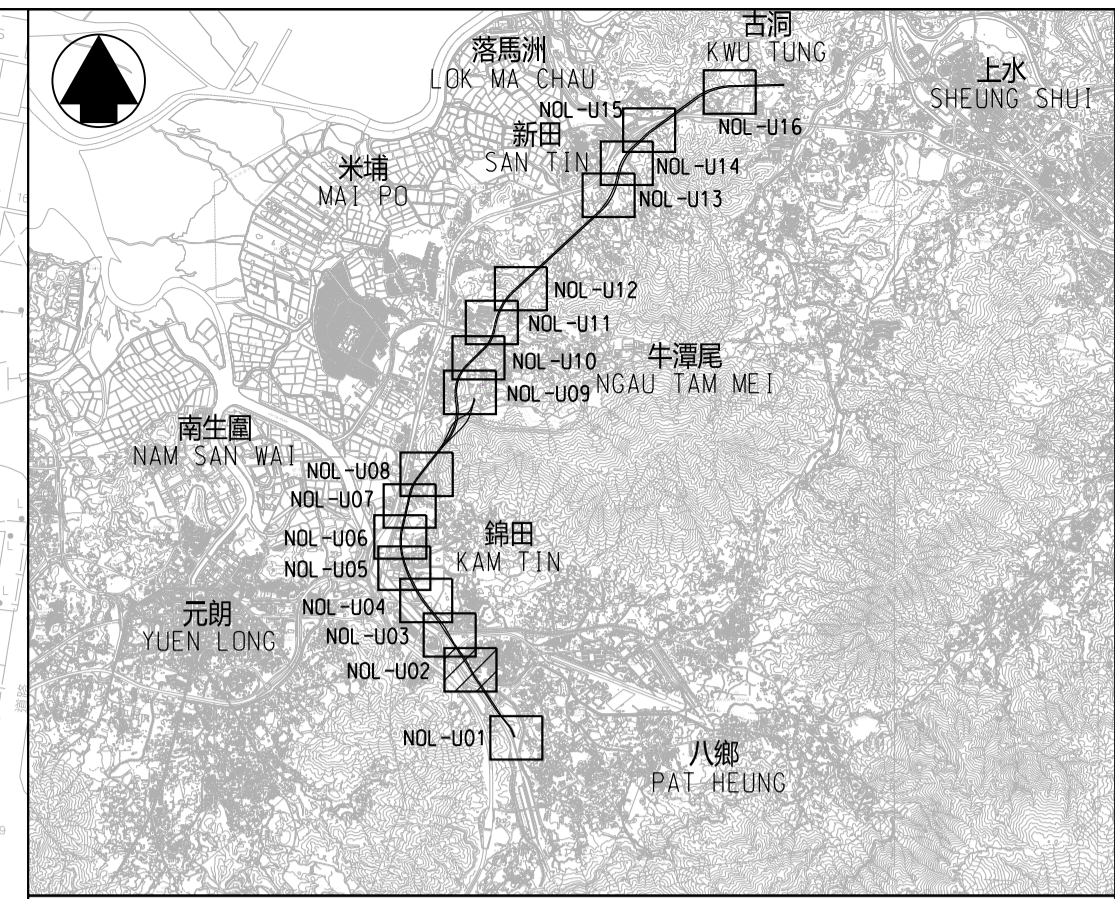 古洞
KWU TUNG
落馬洲
LOK MA CHAU
上水
SHEUNG SHUI
NOL-U15
NOL-U16
新田
SAN TIN
NOL-U14
米埔
MAI PO
NOL-U13
NOL-U12
NOL-U11
牛潭尾
NGAU TAM MEI
NOL-U10
NOL-U09
南生圍
NAM SAN WAI
NOL-U08
NOL-U07
錦田
KAM TIN
NOL-U06
NOL-U05
元朗
YUEN LONG
NOL-U04
NOL-U03
NOL-U02
NOL-U01
八鄉
PAT HEUNG